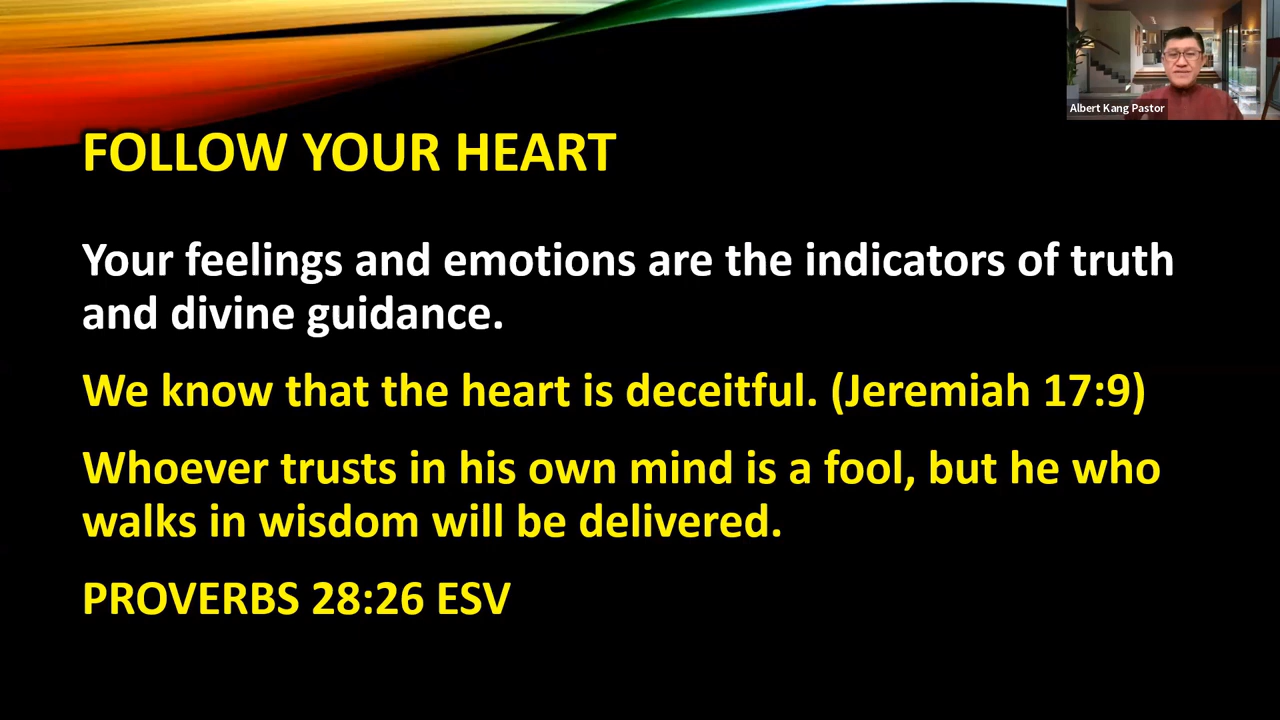 Albert Kang Pastor
FOLLOW YOUR HEART
Your feelings and emotions are the indicators of truth
and divine guidance.
We know that the heart is deceitful. (Jeremiah 17:9)
Whoever trusts in his own mind is a fool, but he who
walks in wisdom will be delivered.
PROVERBS 28:26 ESV